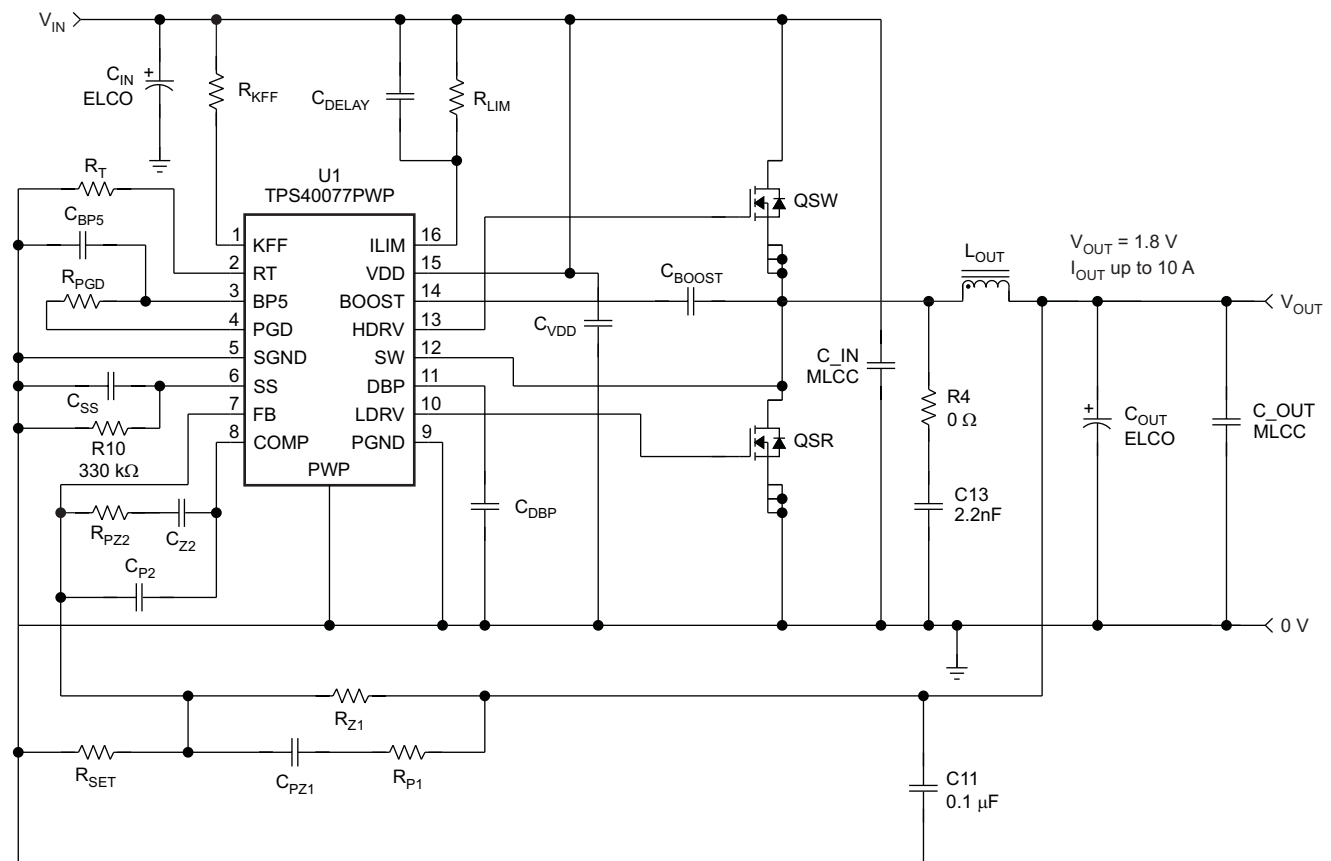 VIN
CIN
ELCO
RKFF
CDELAY
RLIM
RT
CBP5
RPGD
U1
TPS40077PWP
1 KFF ILIM 16
2 RT VDD 15
3 BP5 BOOST 14
4 PGD HDRV 13
5 SGND SW 12
6 SS DBP 11
7 FB LDRV 10
8 COMP PGND 9
PWP
CSS
R10
330 kΩ
RPZ2
CZ2
CP2
CBOOST
CVDD
CDBP
QSW
QSR
C_IN
MLCC
LOUT
VOUT = 1.8 V
IOUT up to 10 A
VOUT
R4
0 Ω
C13
2.2nF
COUT
ELCO
C_OUT
MLCC
0 V
RZ1
RSET
CPZ1
RP1
C11
0.1 μF